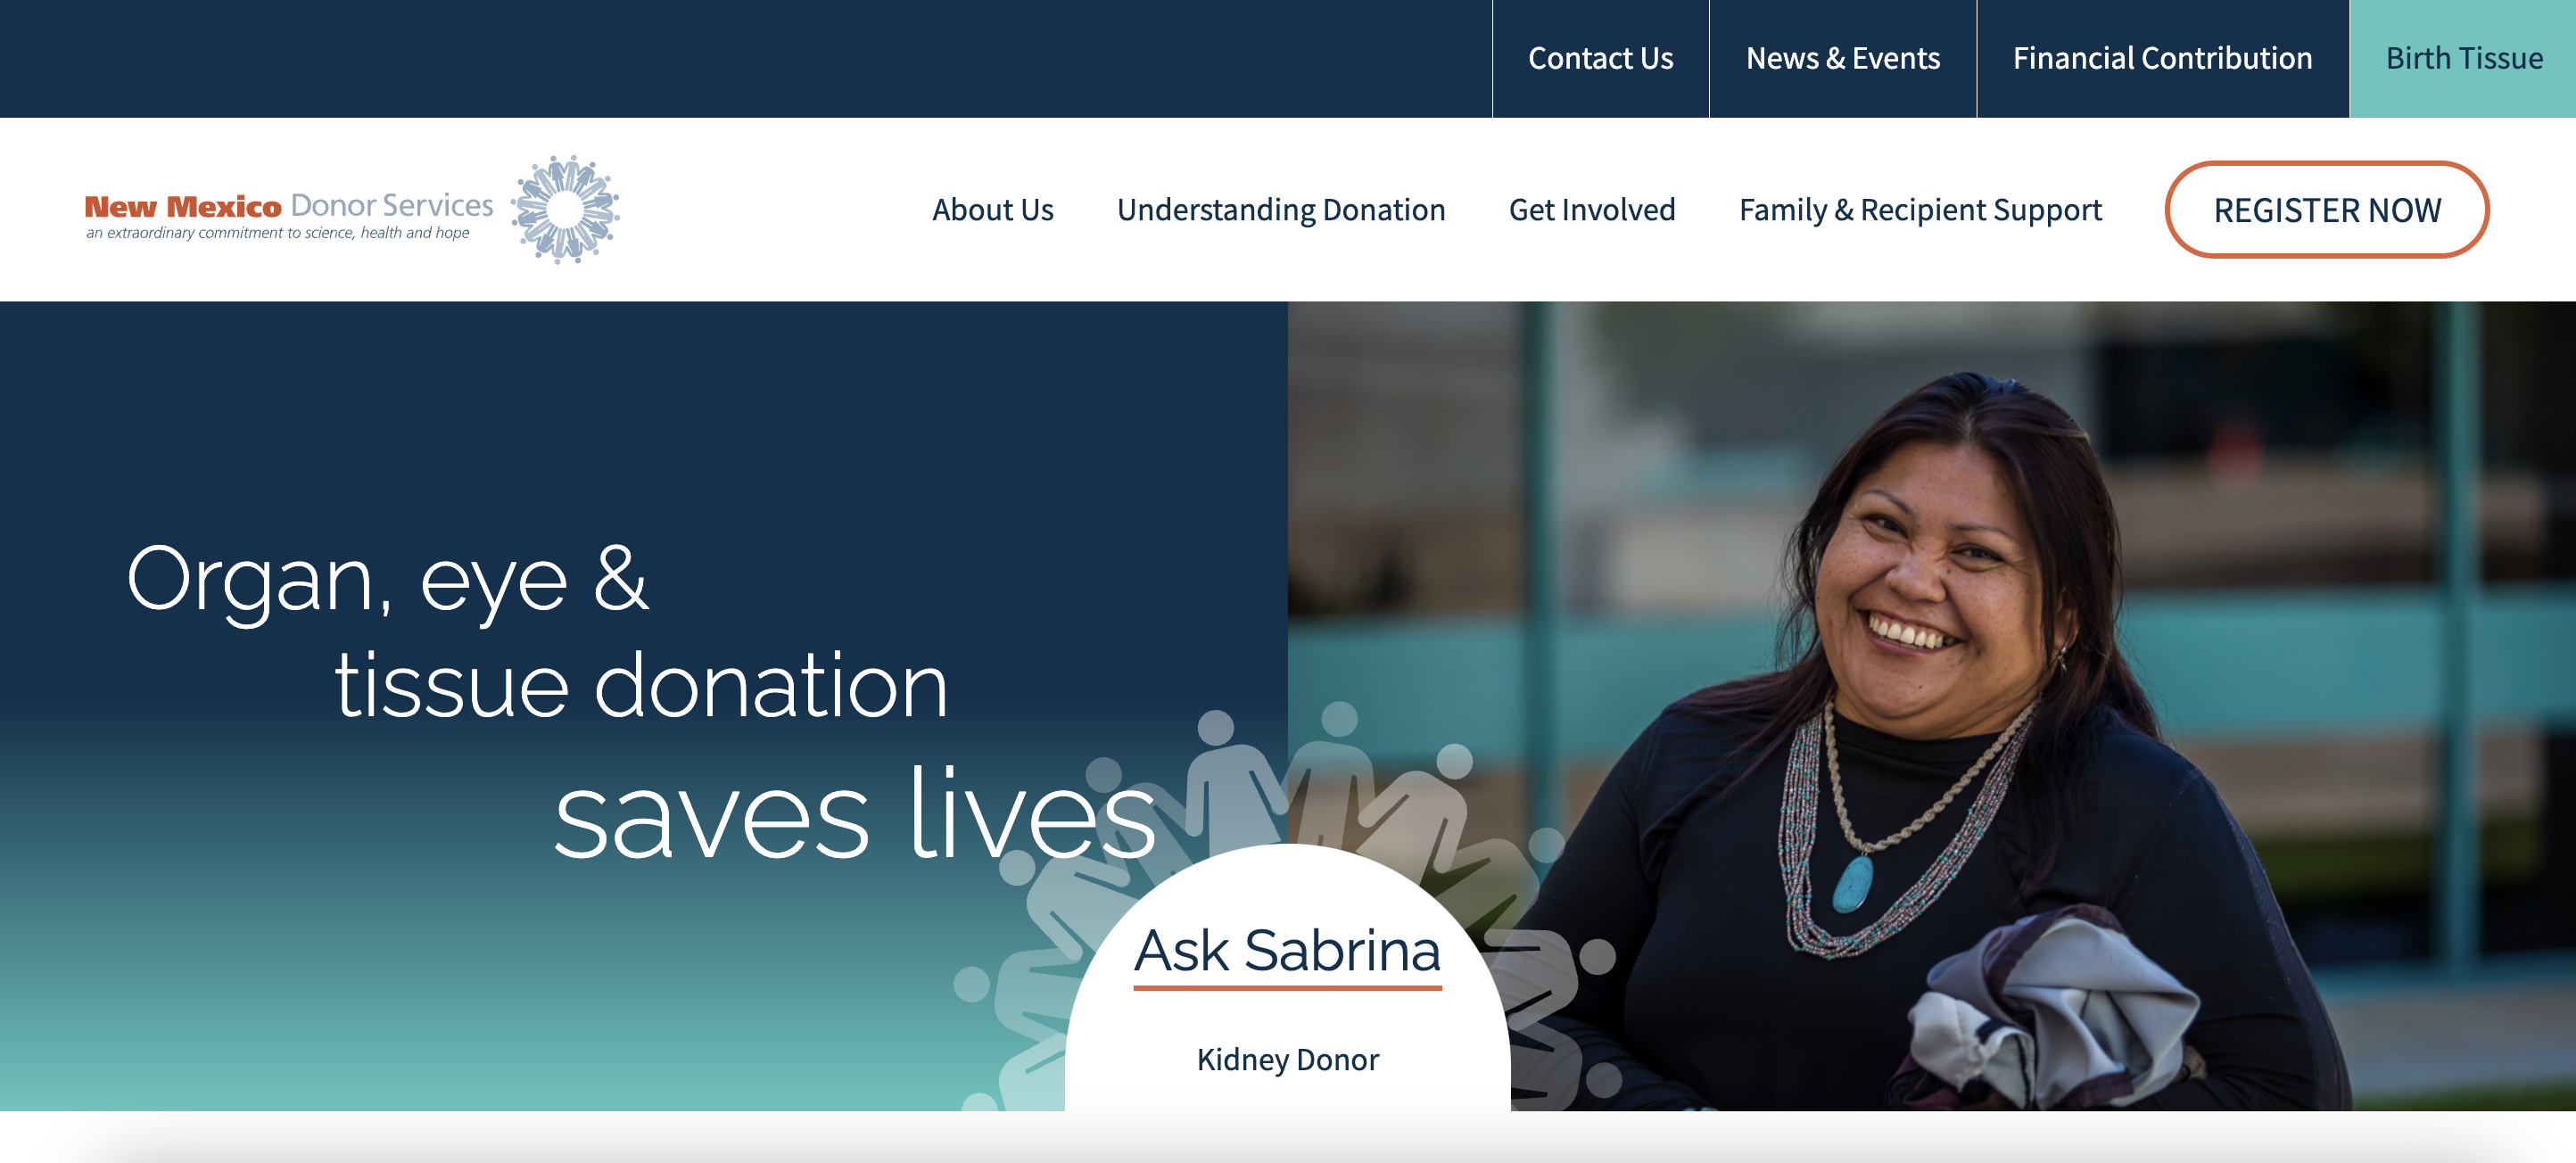 Contact Us
News & Events
Financial Contribution
Birth Tissue
New Mexico Donor Services
an extraordinary commitment to science, health and hope
About Us
Understanding Donation
Get Involved
Family & Recipient Support
REGISTER NOW
Organ, eye &
tissue donation
saves lives
Ask Sabrina
Kidney Donor